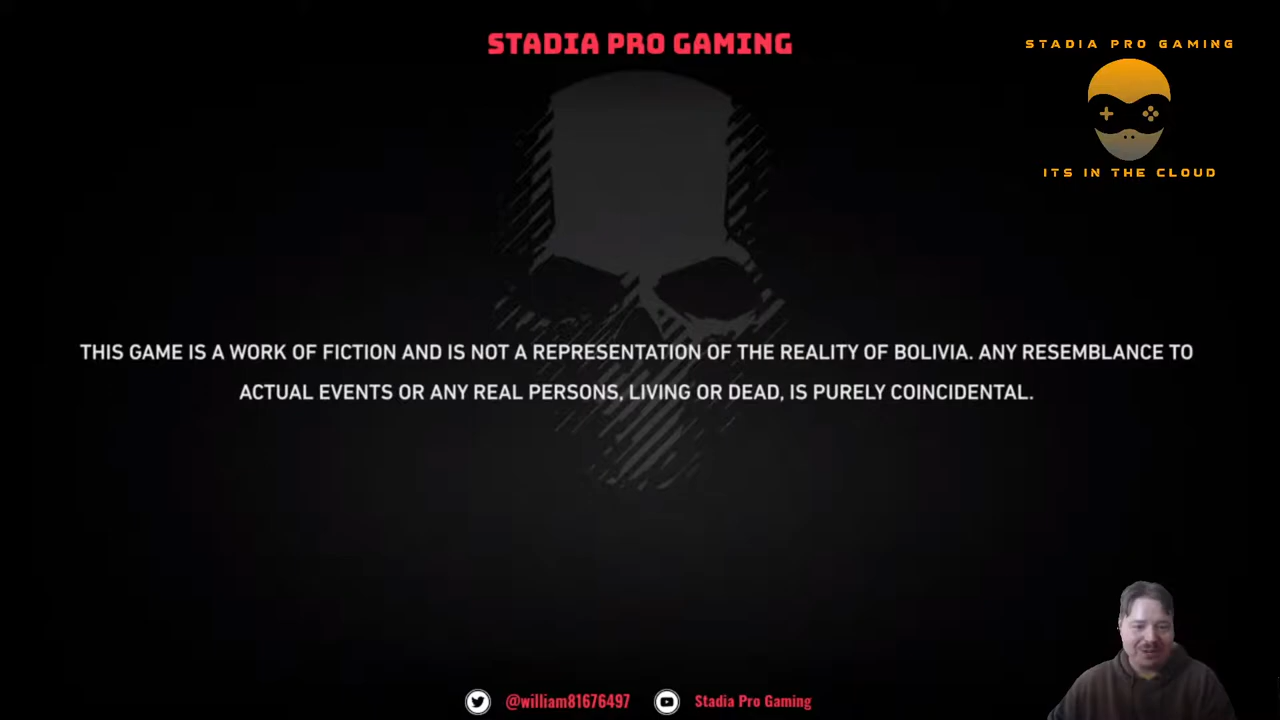 STADIA PRO GAMING
STADIA PRO GAMING
ITS IN THE CLOUD
THIS GAME IS A WORK OF FICTION AND IS NOT A REPRESENTATION OF THE REALITY OF BOLIVIA. ANY RESEMBLANCE TO
ACTUAL EVENTS OR ANY REAL PERSONS, LIVING OR DEAD, IS PURELY COINCIDENTAL.
@william81676497 Stadia Pro Gaming